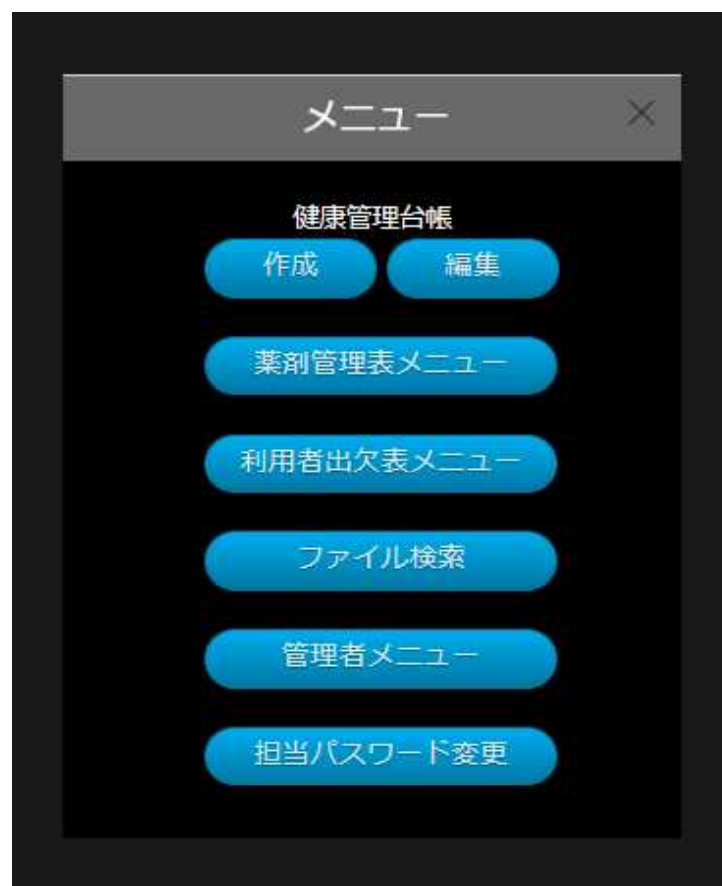 メニュー
健康管理台帳
作成 編集
薬剤管理表メニュー
利用者出欠表メニュー
ファイル検索
管理者メニュー
担当パスワード変更